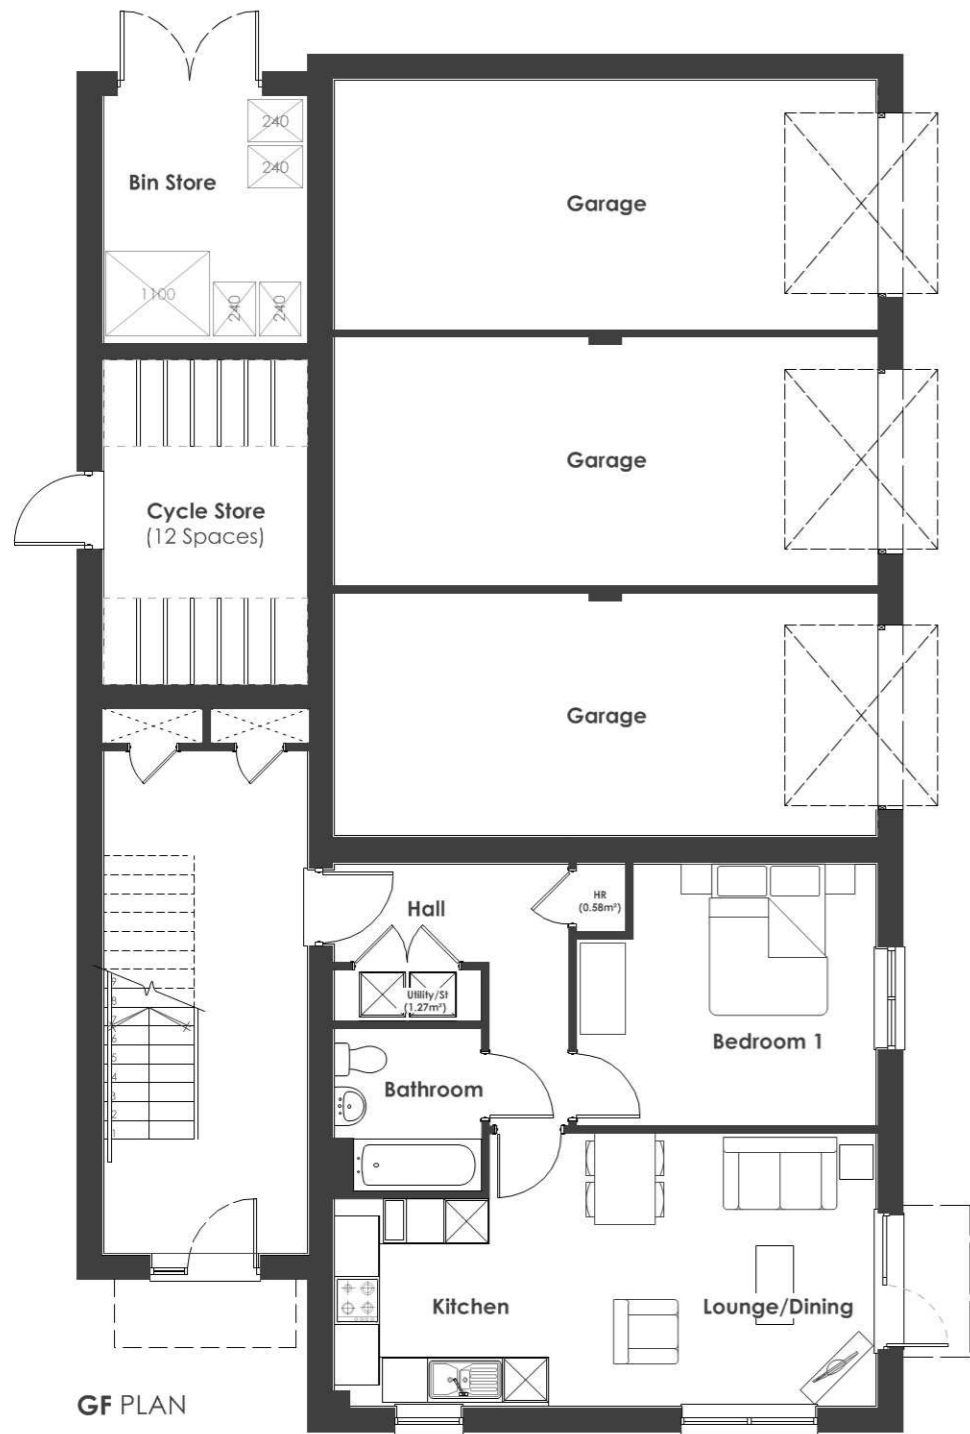 240
240
Bin Store
Garage
1100
240
240
Garage
Cycle Store
(12 Spaces)
Garage
HR
(0.58m²)
Hall
Utility/St
(1.27m²)
9
8
7
6
5
4
3
2
1
Bedroom 1
Bathroom
Kitchen
Lounge/Dining
GF PLAN